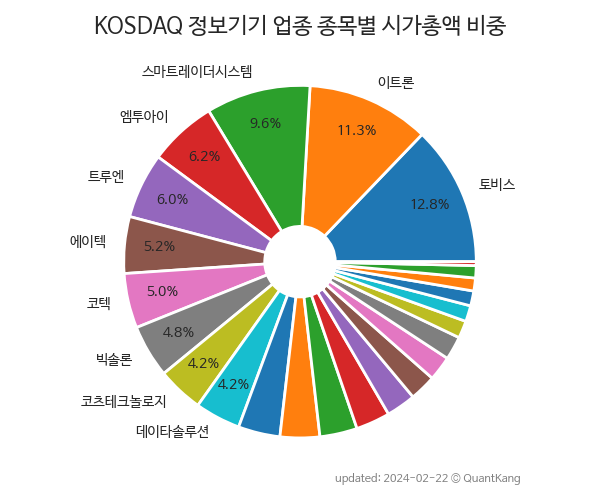 KOSDAQ 정보기기 업종 종목별 시가총액 비중
스마트레이더시스템
이트론
엠투아이
9.6%
11.3%
6.2%
트루엔
토비스
6.0%
12.8%
에이텍
5.2%
코텍
5.0%
빅솔론
4.8%
4.2%
코츠테크놀로지
4.2%
데이타솔루션
updated: 2024-02-22 © QuantKang